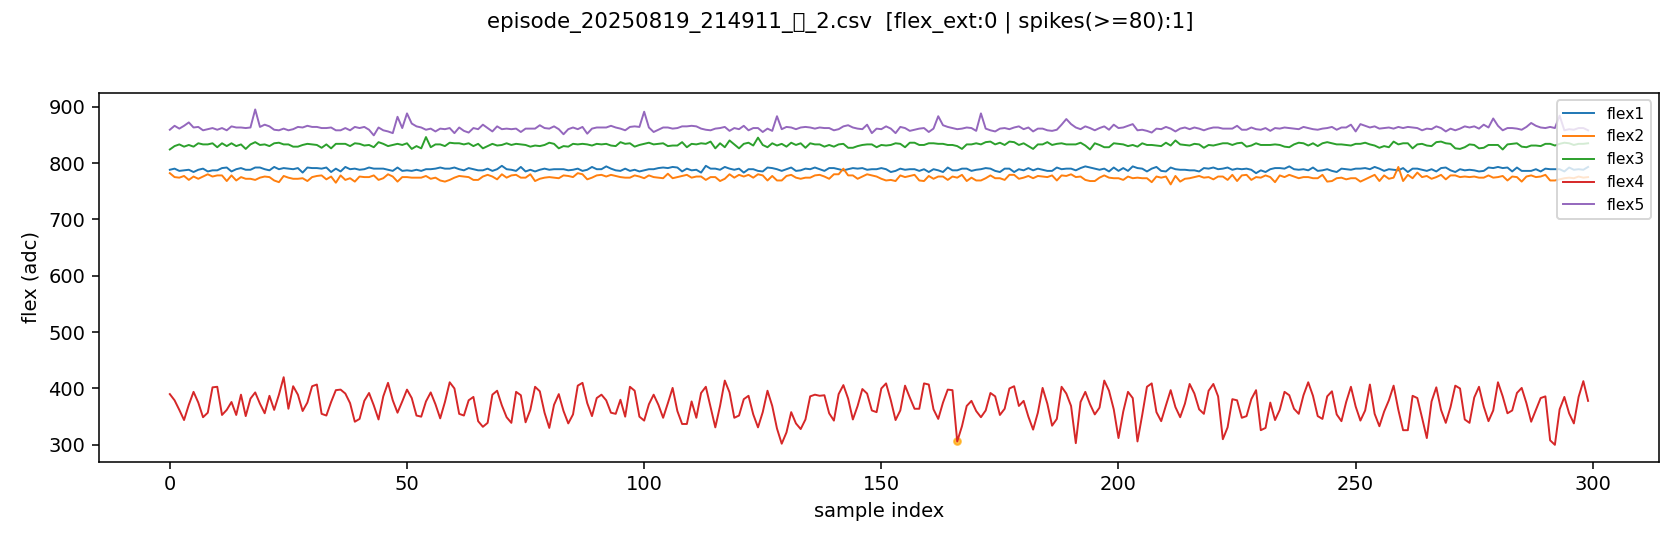 episode_20250819_214911_▯_2.csv [flex_ext:0 | spikes(>=80):1]
900
800
700
600
500
400
300
flex (adc)
0
50
100
150
200
250
300
sample index
flex1
flex2
flex3
flex4
flex5